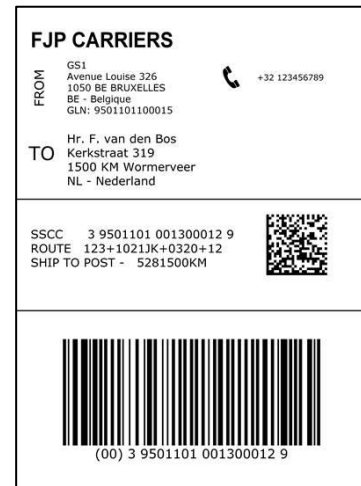 FJP CARRIERS
FROM
GS1
Avenue Louise 326
1050 BE BRUXELLES
BE - Belgique
GLN: 9501101100015
+32 123456789
TO
Hr. F. van den Bos
Kerkstraat 319
1500 KM Wormerveer
NL - Nederland
SSCC 3 9501101 001300012 9
ROUTE 123+1021JK+0320+12
SHIP TO POST - 5281500KM
(00) 3 9501101 001300012 9